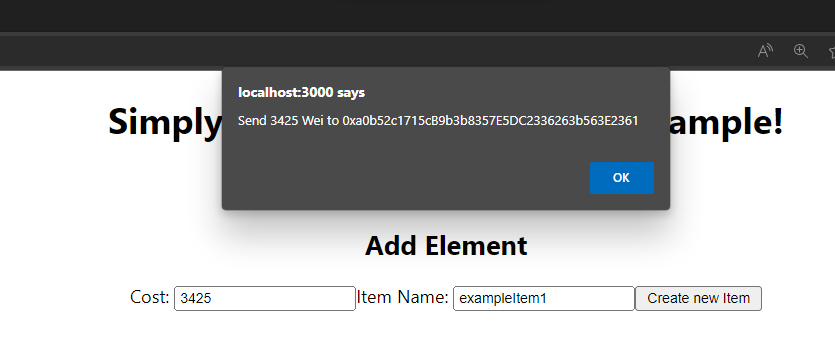 localhost:3000 says
Send 3425 Wei to 0xa0b52c1715cB9b3b8357E5DC2336263b563E2361
OK
Simply ample!
Add Element
Cost: 3425 Item Name: exampleItem1 Create new Item